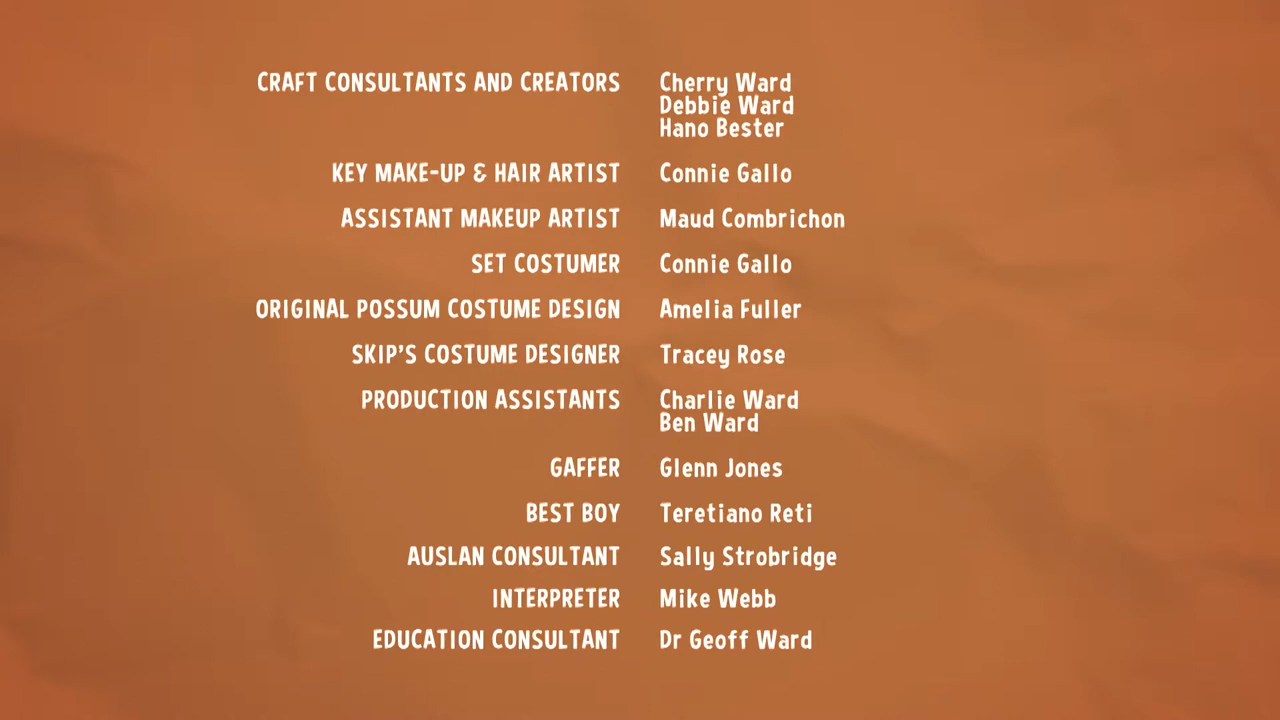 CRAFT CONSULTANTS AND CREATORS Cherry Ward
Debbie Ward
Hano Bester
KEY MAKE-UP & HAIR ARTIST Connie Gallo
ASSISTANT MAKEUP ARTIST Maud Combrichon
SET COSTUMER Connie Gallo
ORIGINAL POSSUM COSTUME DESIGN Amelia Fuller
SKIP'S COSTUME DESIGNER Tracey Rose
PRODUCTION ASSISTANTS Charlie Ward
Ben Ward
GAFFER Glenn Jones
BEST BOY Teretiano Reti
AUSLAN CONSULTANT Sally Strobridge
INTERPRETER Mike Webb
EDUCATION CONSULTANT Dr Geoff Ward